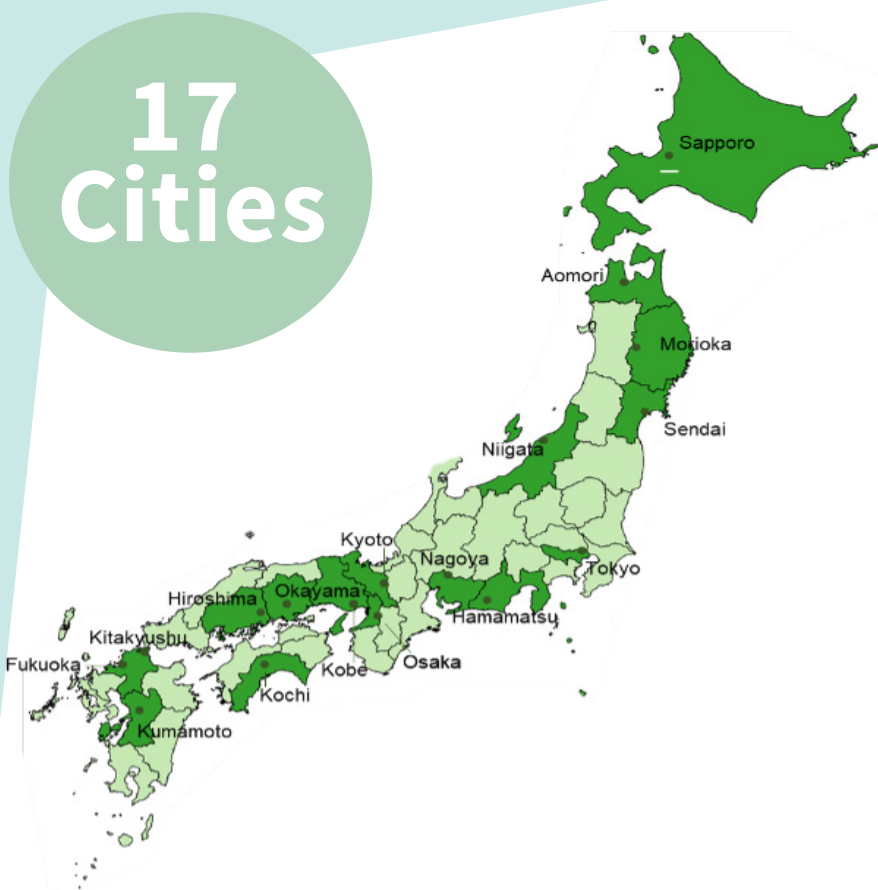 17
Cities
Sapporo
Aomori
Morioka
Sendai
Niigata
Kyoto
Nagoya
Tokyo
Okayama
Hiroshima
Hamamatsu
Kitakyushu
Fukuoka
Kobe
Osaka
Kochi
Kumamoto